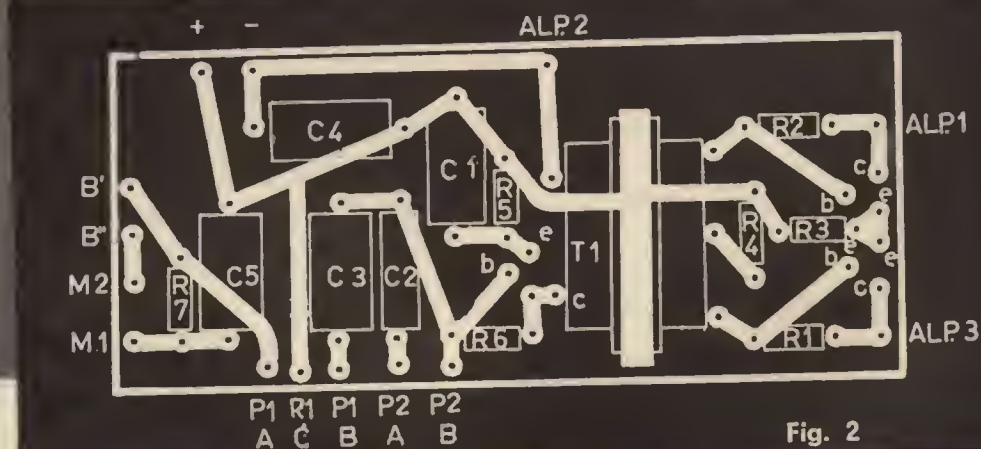 + − ALP.2
C4
R2
ALP.1
C1
c
B'
R5
b
e
B"
e
R4
R3
T1
e
e
M2
R7
C5
C3
C2
b
b
c
c
M1
R6
R1
ALP.3
P1 R1 P1 P2 P2
A C B A B
Fig. 2